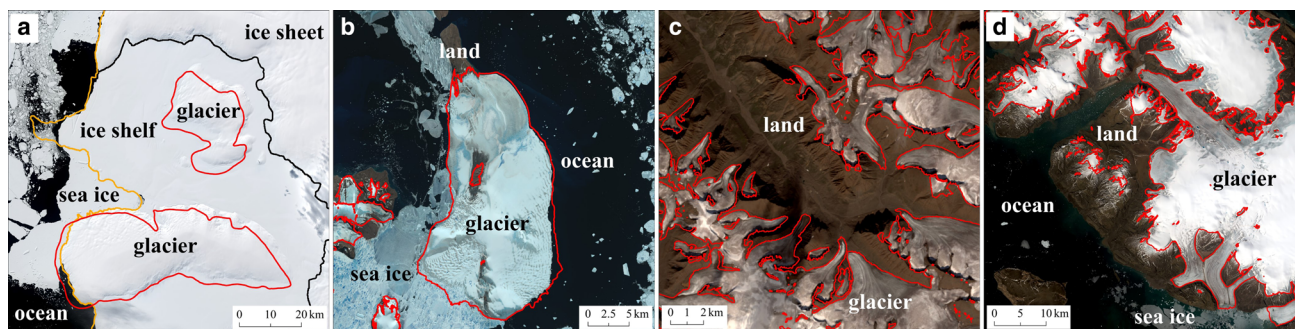 a
ice sheet
glacier
ice shelf
sea ice
glacier
ocean
0 10 20 km
b
land
ocean
glacier
sea ice
0 2.5 5 km
c
land
glacier
0 1 2 km
d
land
glacier
ocean
sea ice
0 5 10 km